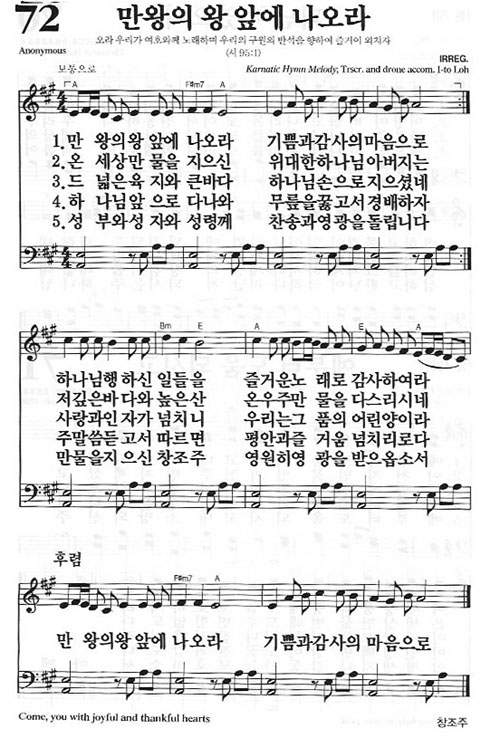 72 만왕의 왕 앞에 나오라
오라 우리가 여호와께 노래하며 우리의 구원의 반석을 향하여 즐거이 외치자
Anonymous (시 95:1) IRREG.
보통으로 Karnatic Hymn Melody, Trscr. and drone accom. I-to Loh
A F#m7 A
1. 만 왕의왕 앞에 나오라 기쁨과감사의마음으로
2. 온 세상만 물을 지으신 위대한하나님아버지는
3. 드 넓은육 지와 큰바다 하나님손으로지으셨네
4. 하 나님앞 으로 다나와 무릎을꿇고서경배하자
5. 성 부와성 자와 성령께 찬송과영광을돌립니다
Bm E A E A
하나님행 하신 일들을 즐거운노 래로 감사하여라
저깊은바 다와 높은산 온우주만 물을 다스리시네
사랑과인 자가 넘치니 우리는그 품의 어린양이라
주말씀듣 고서 따르면 평안과즐 거움 넘치리로다
만물을지 으신 창조주 영원히영 광을 받으옵소서
후렴
F#m7 A
만 왕의왕 앞에 나오라 기쁨과감사의 마음으로
Come, you with joyful and thankful hearts 창조주